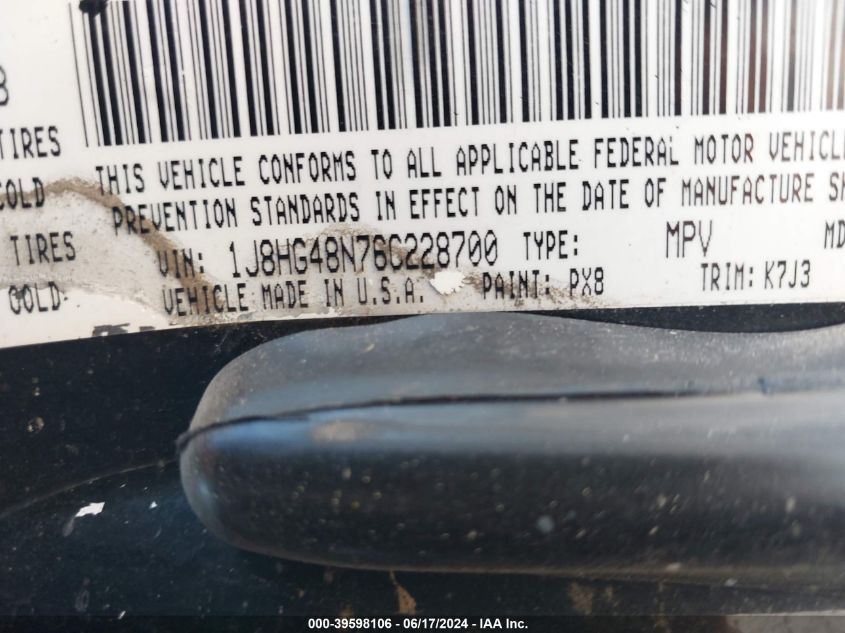 8
TIRES
THIS VEHICLE CONFORMS TO ALL APPLICABLE FEDERAL MOTOR VEHICLE
COLD
PREVENTION STANDARDS IN EFFECT ON THE DATE OF MANUFACTURE SH
TIRES
VIN: 1J8HG48N76C228700 TYPE: MPV MD
COLD
VEHICLE MADE IN U.S.A. PAINT: PX8 TRIM: K7J3
000-39598106 / 06/17/2024 - IAA Inc.